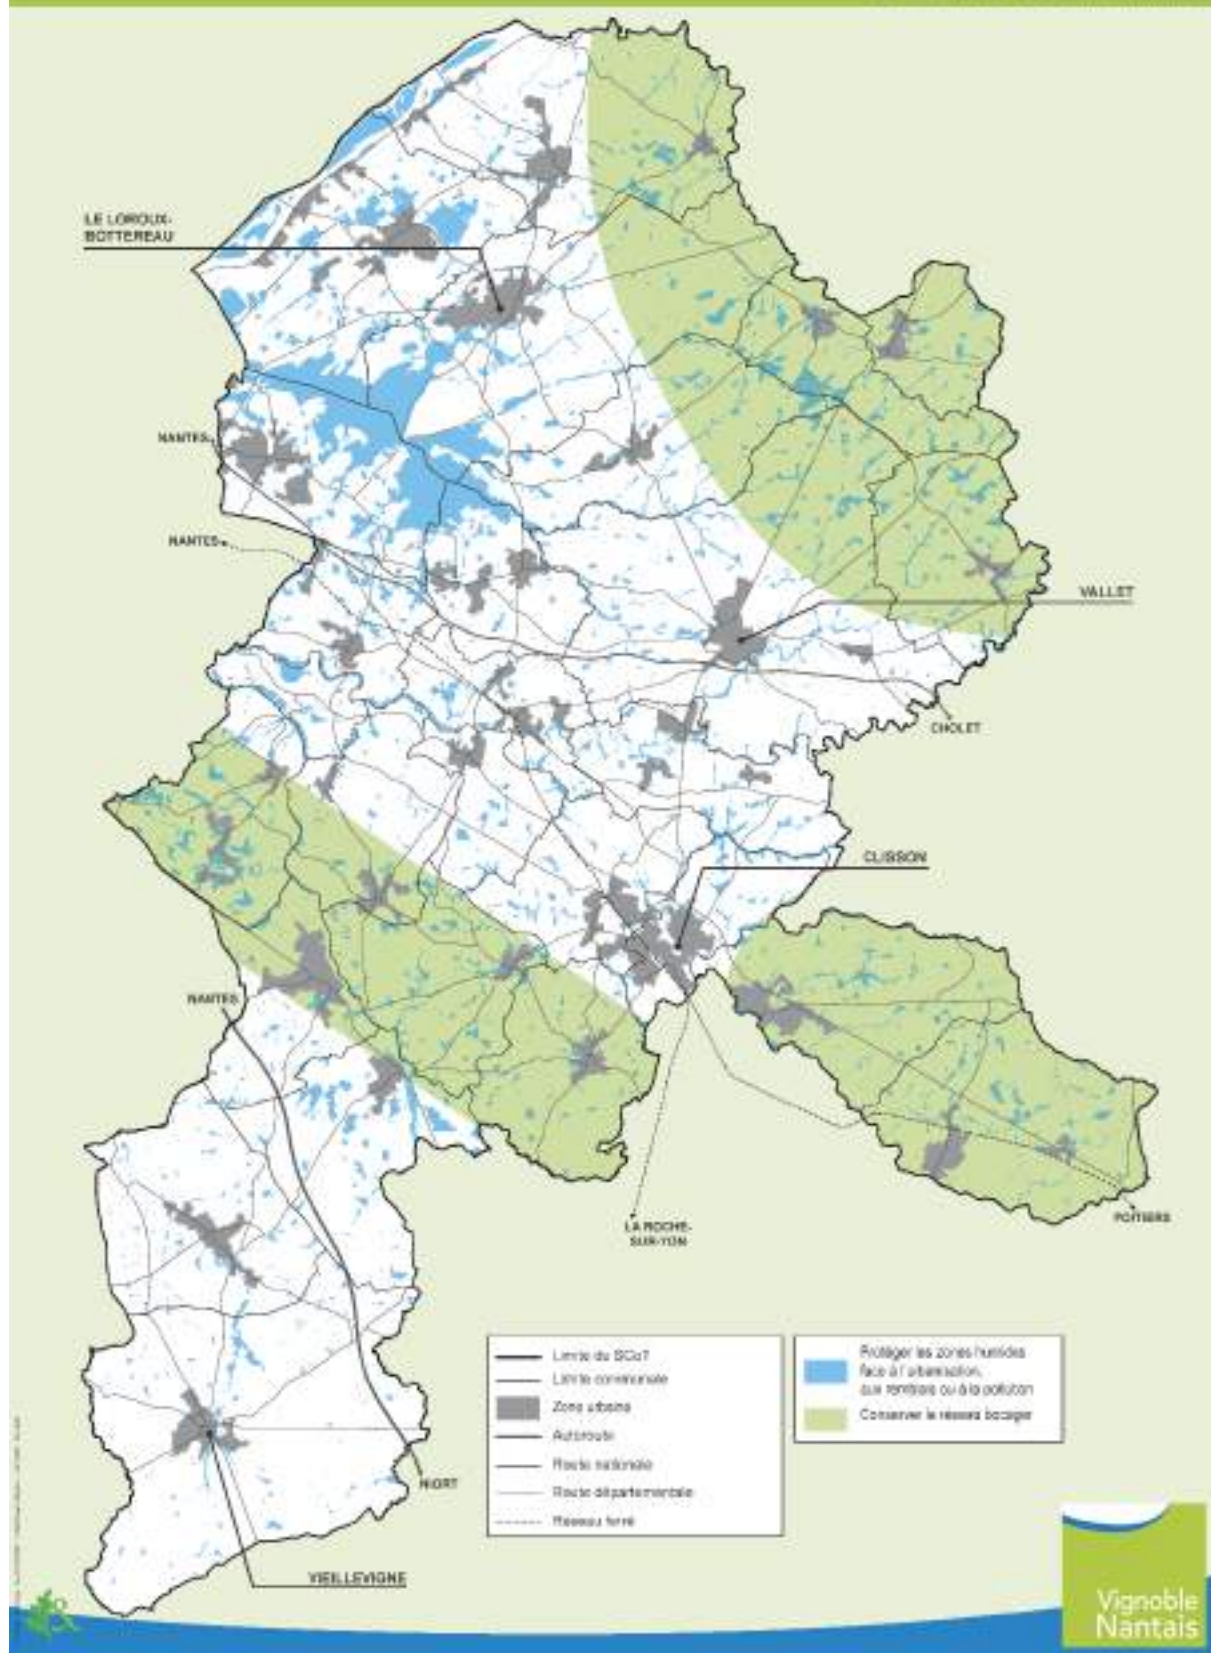 LE LOROUX-
BOTTEREAU
NANTES
NANTES
VALLET
CHOLET
CLISSON
NANTES
LA ROCHE-
SUR-YON
POITIERS
NIORT
VIEILLEVIGNE
Limite du SCoT
Limite communale
Zone urbaine
Autoroute
Route nationale
Route départementale
Réseau ferré
Protéger les zones humides
face à l'urbanisation,
aux remblais ou à la pollution
Conserver le réseau bocager
Vignoble
Nantais